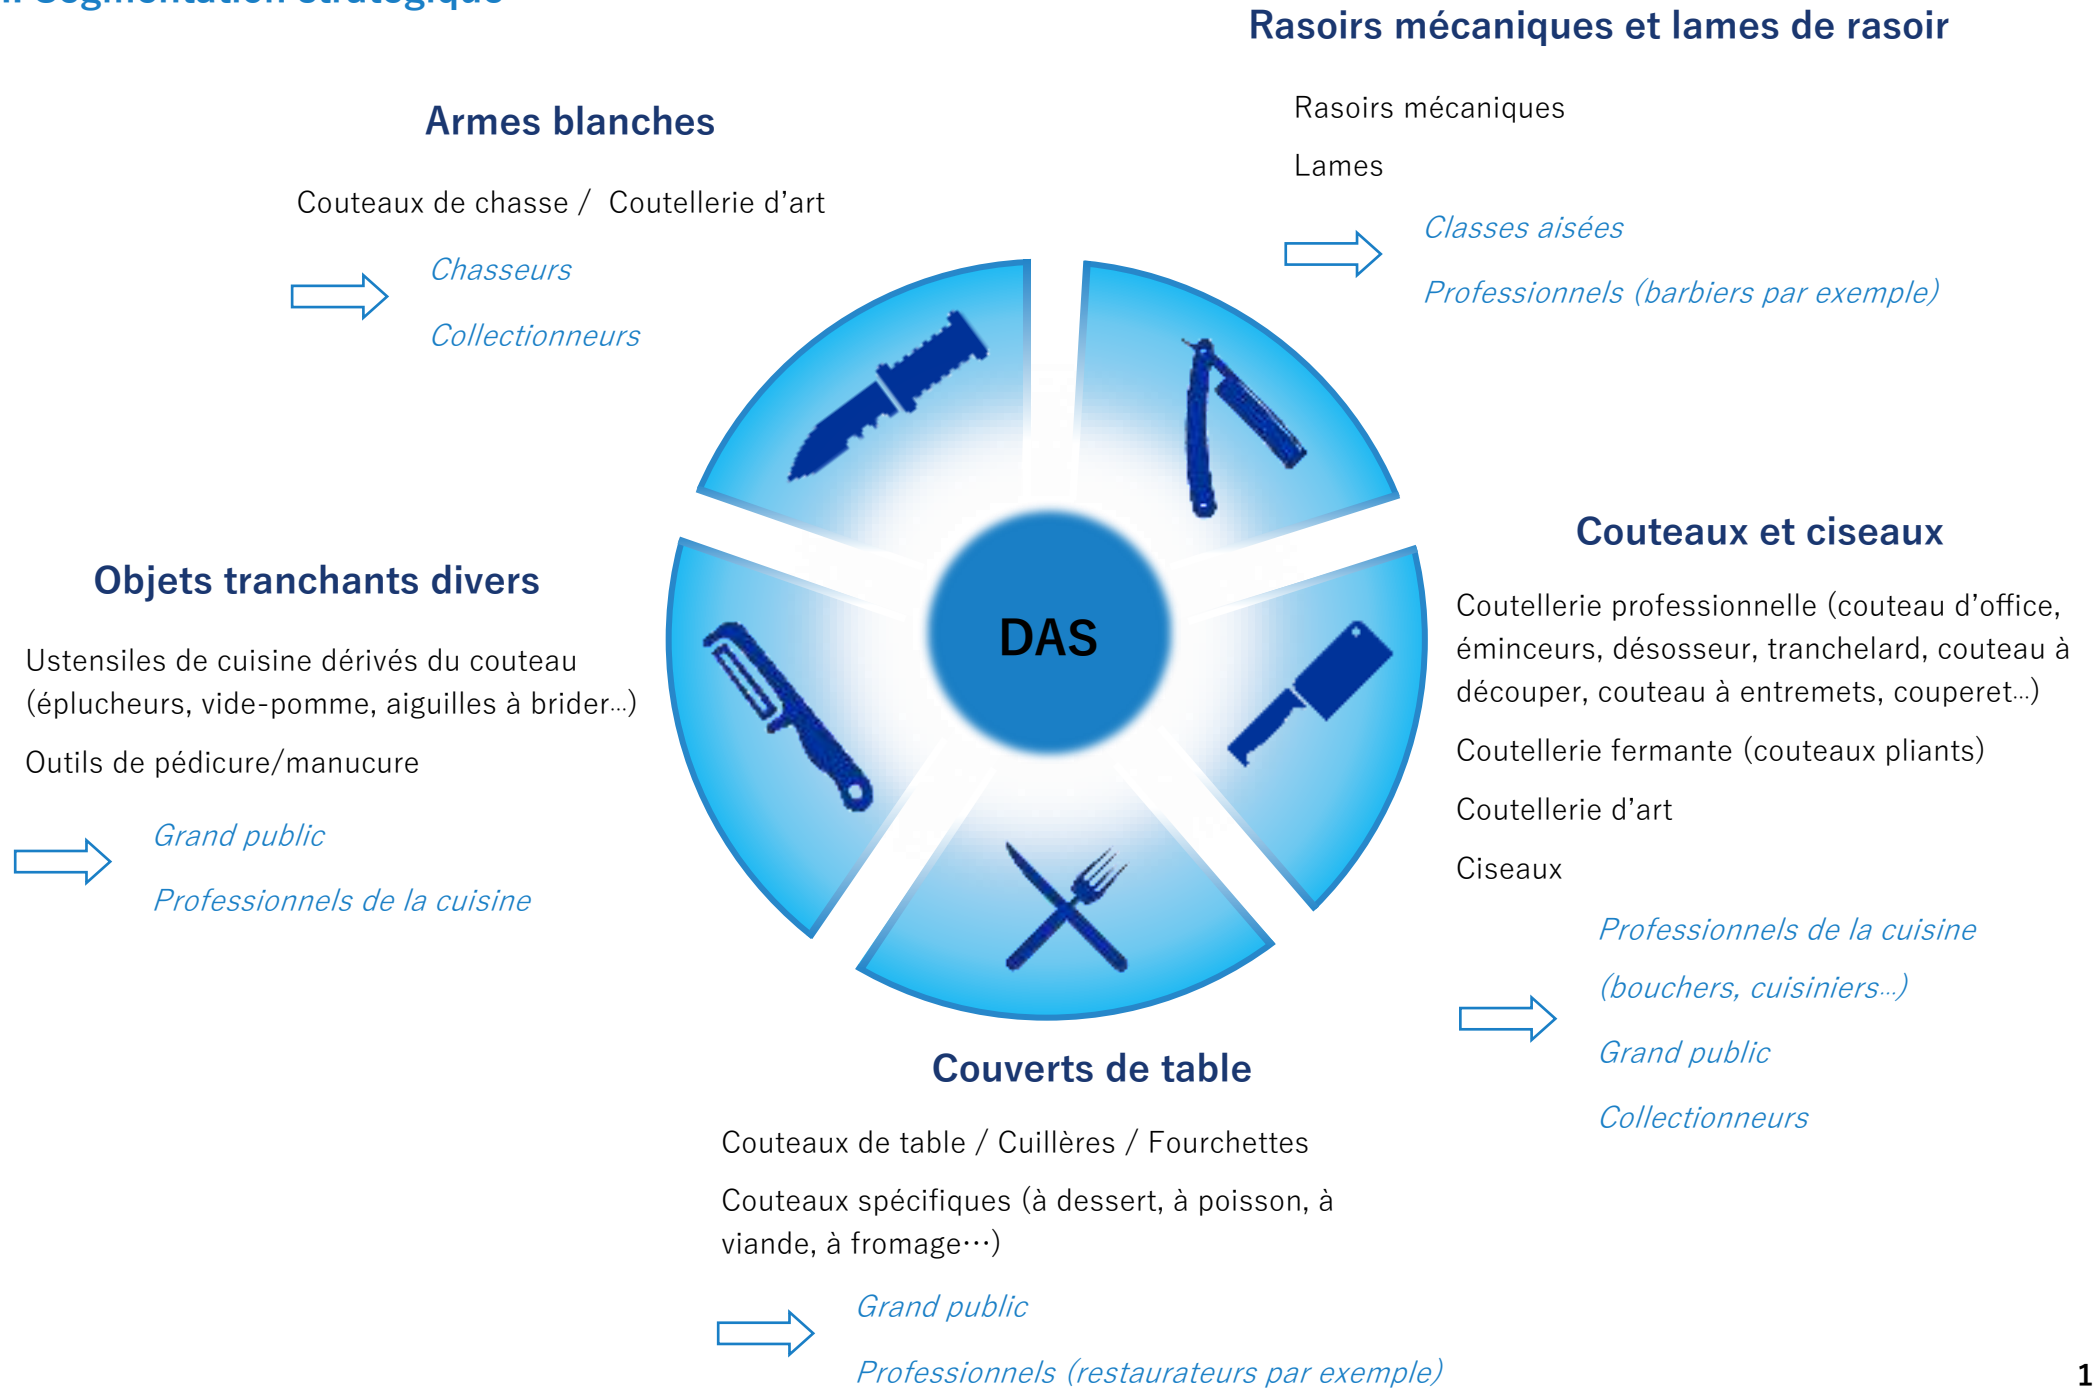 Segmentation stratégique
Rasoirs mécaniques et lames de rasoir
Rasoirs mécaniques
Lames
Classes aisées
Professionnels (barbiers par exemple)
Armes blanches
Couteaux de chasse / Coutellerie d’art
Chasseurs
Collectionneurs
Couteaux et ciseaux
Coutellerie professionnelle (couteau d’office,
éminceurs, désosseur, tranchelard, couteau à
découper, couteau à entremets, couperet…)
Coutellerie fermante (couteaux pliants)
Coutellerie d’art
Ciseaux
Professionnels de la cuisine
(bouchers, cuisiniers…)
Grand public
Collectionneurs
Objets tranchants divers
Ustensiles de cuisine dérivés du couteau
(éplucheurs, vide-pomme, aiguilles à brider…)
Outils de pédicure/manucure
Grand public
Professionnels de la cuisine
DAS
Couverts de table
Couteaux de table / Cuillères / Fourchettes
Couteaux spécifiques (à dessert, à poisson, à
viande, à fromage…)
Grand public
Professionnels (restaurateurs par exemple)
1